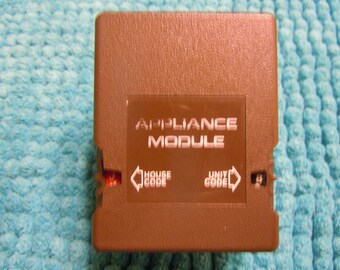 APPLIANCE
MODULE
HOUSE CODE
UNIT CODE